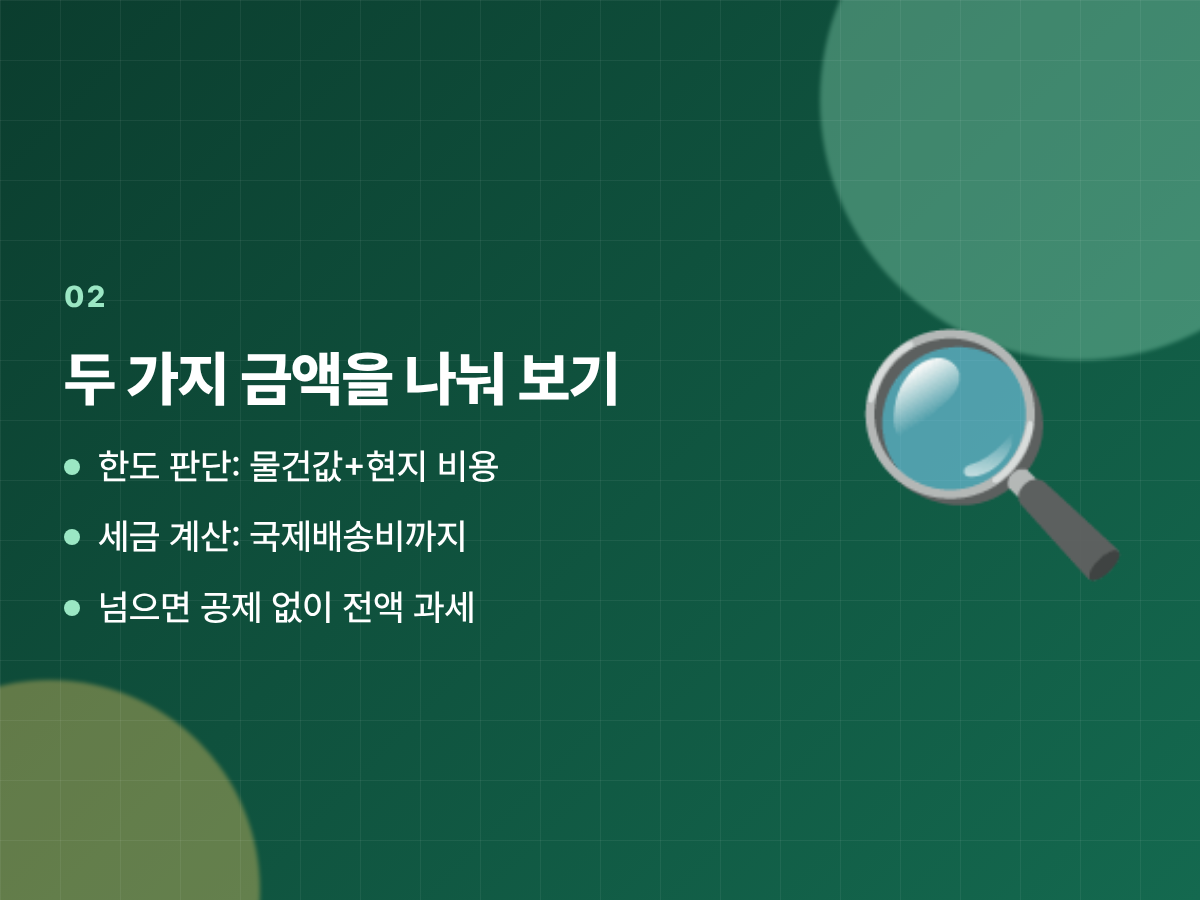 02
두 가지 금액을 나눠 보기
한도 판단: 물건값+현지 비용
세금 계산: 국제배송비까지
넘으면 공제 없이 전액 과세